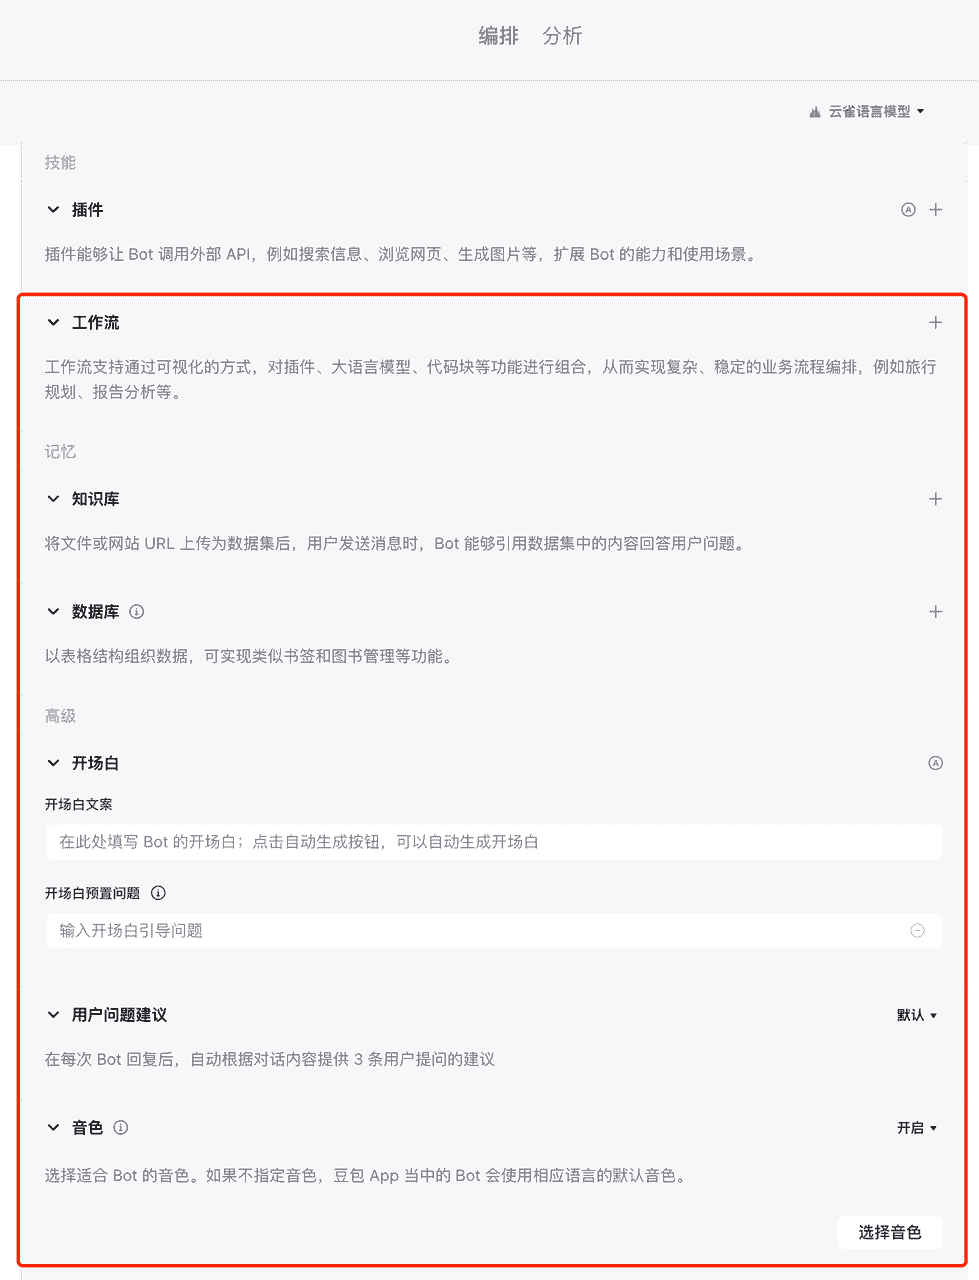 编排 分析
云雀语言模型
技能
插件
插件能够让 Bot 调用外部 API，例如搜索信息、浏览网页、生成图片等，扩展 Bot 的能力和使用场景。
工作流
工作流支持通过可视化的方式，对插件、大语言模型、代码块等功能进行组合，从而实现复杂、稳定的业务流程编排，例如旅行
规划、报告分析等。
记忆
知识库
将文件或网站 URL 上传为数据集后，用户发送消息时，Bot 能够引用数据集中的内容回答用户问题。
数据库
以表格结构组织数据，可实现类似书签和图书管理等功能。
高级
开场白
开场白文案
在此处填写 Bot 的开场白；点击自动生成按钮，可以自动生成开场白
开场白预置问题
输入开场白引导问题
用户问题建议 默认
在每次 Bot 回复后，自动根据对话内容提供 3 条用户提问的建议
音色 开启
选择适合 Bot 的音色。如果不指定音色，豆包 App 当中的 Bot 会使用相应语言的默认音色。
选择音色